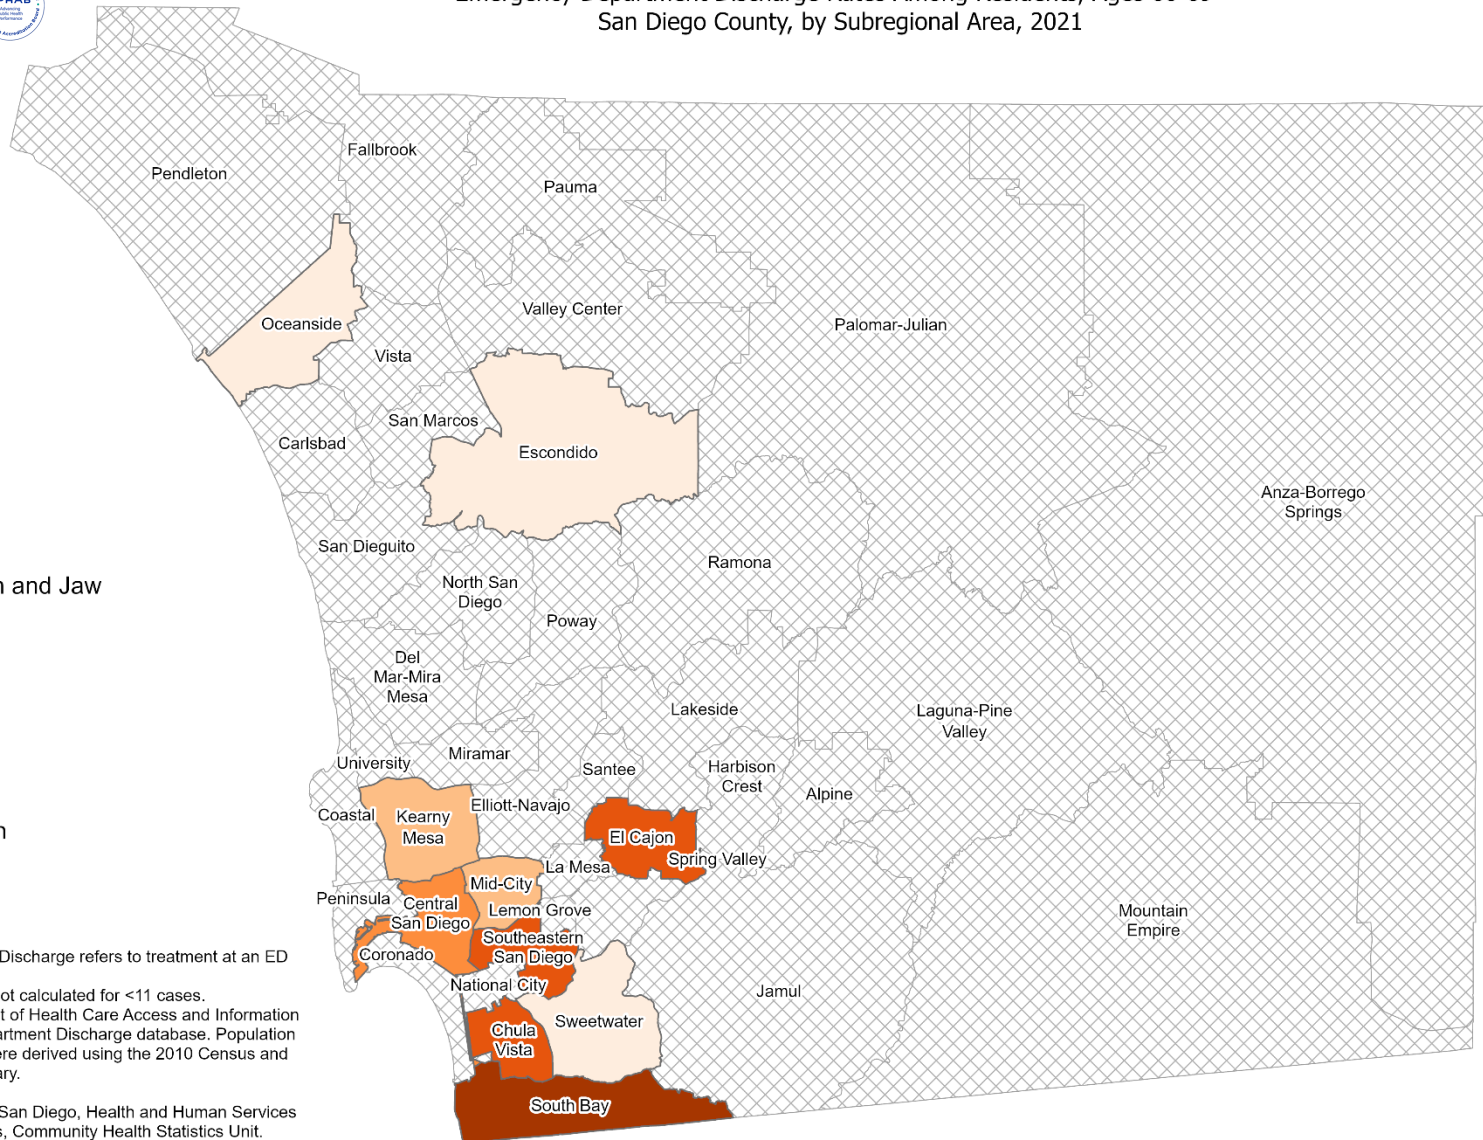 San Diego County, by Subregional Area, 2021
Fallbrook
Pendleton
Pauma
Valley Center
Oceanside
Palomar-Julian
Vista
San Marcos
Carlsbad
Escondido
Anza-Borrego
Springs
San Dieguito
Ramona
North San
Diego
and Jaw
Poway
Del
Mar-Mira
Mesa
Lakeside
Laguna-Pine
Valley
Miramar
University
Santee
Harbison
Crest
Alpine
Elliott-Navajo
Coastal
Kearny
Mesa
El Cajon
Spring Valley
La Mesa
Mid-City
Peninsula
Central
San Diego
Lemon Grove
Mountain
Empire
Southeastern
San Diego
Coronado
National City
Jamul
Sweetwater
Chula
Vista
South Bay
Discharge refers to treatment at an ED
ot calculated for <11 cases.
t of Health Care Access and Information
artment Discharge database. Population
ere derived using the 2010 Census and
ary.
San Diego, Health and Human Services
s, Community Health Statistics Unit.